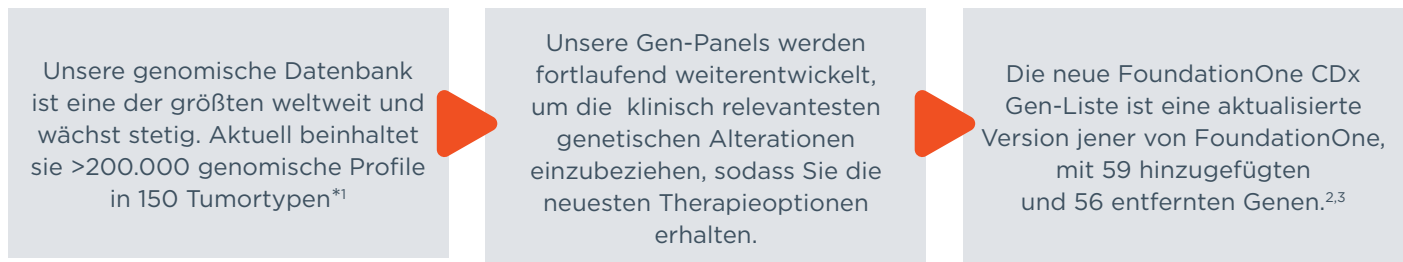 Unsere genomische Datenbank
ist eine der größten weltweit und
wächst stetig. Aktuell beinhaltet
sie >200.000 genomische Profile
in 150 Tumortypen*1
Unsere Gen-Panels werden
fortlaufend weiterentwickelt,
um die klinisch relevantesten
genetischen Alterationen
einzubeziehen, sodass Sie die
neuesten Therapieoptionen
erhalten.
Die neue FoundationOne CDx
Gen-Liste ist eine aktualisierte
Version jener von FoundationOne,
mit 59 hinzugefügten
und 56 entfernten Genen.2,3